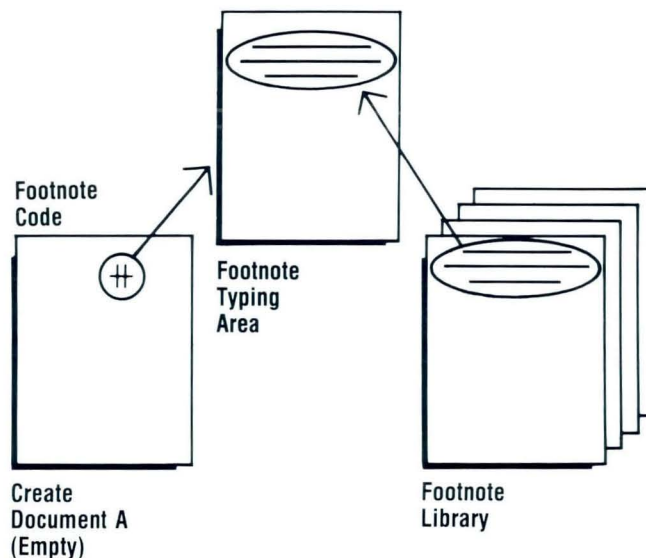 Footnote
Code
#
Footnote
Typing
Area
Create
Document A
(Empty)
Footnote
Library